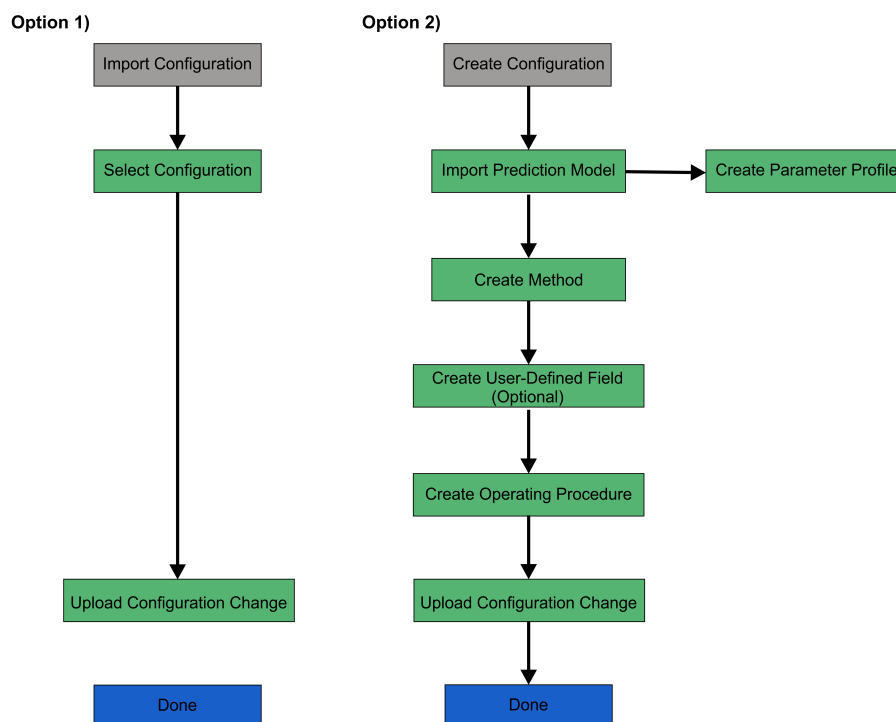 Option 1)
Import Configuration
Select Configuration
Upload Configuration Change
Done
Option 2)
Create Configuration
Import Prediction Model
Create Parameter Profile
Create Method
Create User-Defined Field
(Optional)
Create Operating Procedure
Upload Configuration Change
Done